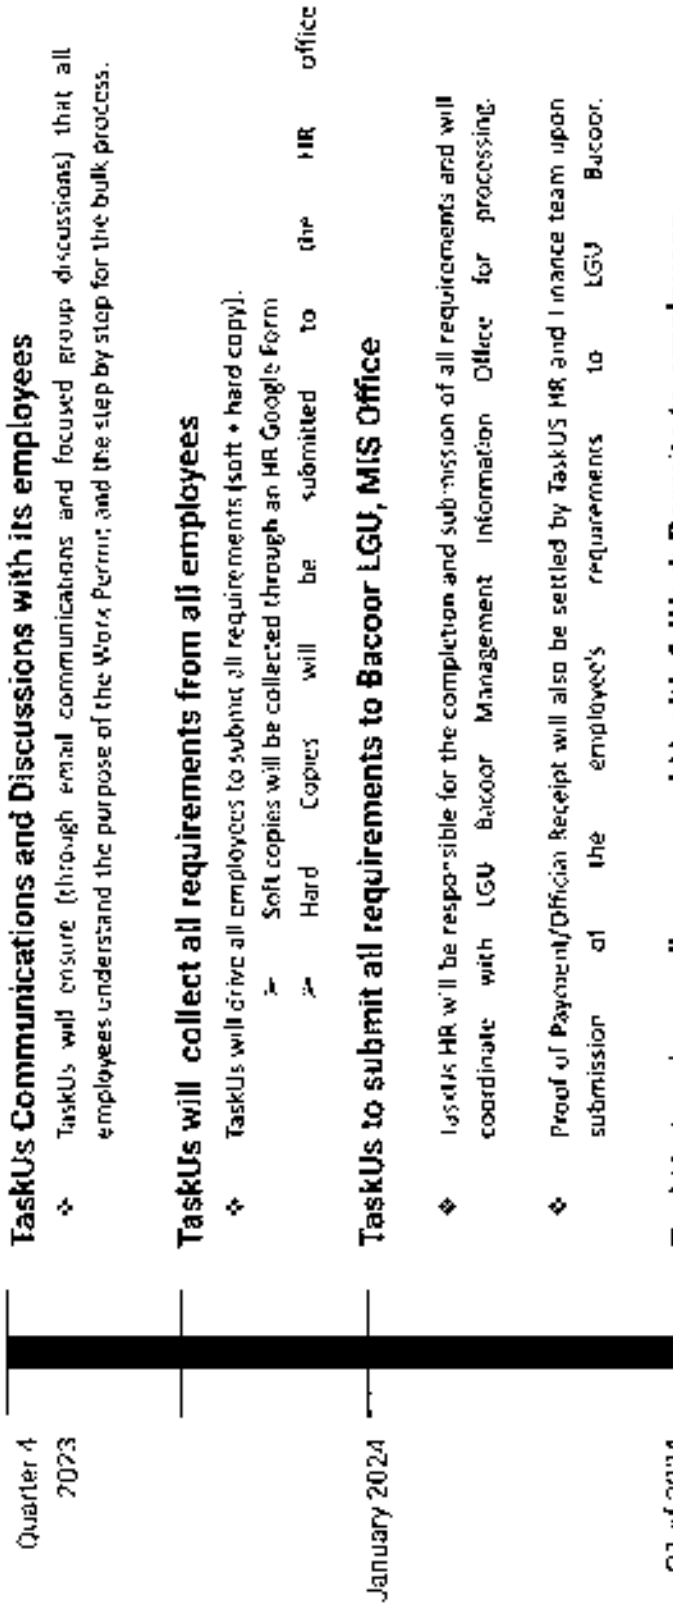 Quarter 4
2023
TaskUs Communications and Discussions with its employees
TaskUs will ensure (through email communications and focused group discussions) that all
employees understand the purpose of the Work Permit and the step by step for the bulk process.
TaskUs will collect all requirements from all employees
TaskUs will drive all employees to submit all requirements (soft + hard copy).
➢ Soft copies will be collected through an HR Google Form
➢ Hard Copies will be submitted to the HR office
January 2024
TaskUs to submit all requirements to Bacoor LGU, MIS Office
TaskUs HR will be responsible for the completion and submission of all requirements and will
coordinate with LGU Bacoor Management Information Office for processing.
Proof of Payment/Official Receipt will also be settled by TaskUS HR and Finance team upon
submission of the employee's requirements to LGU Bacoor.